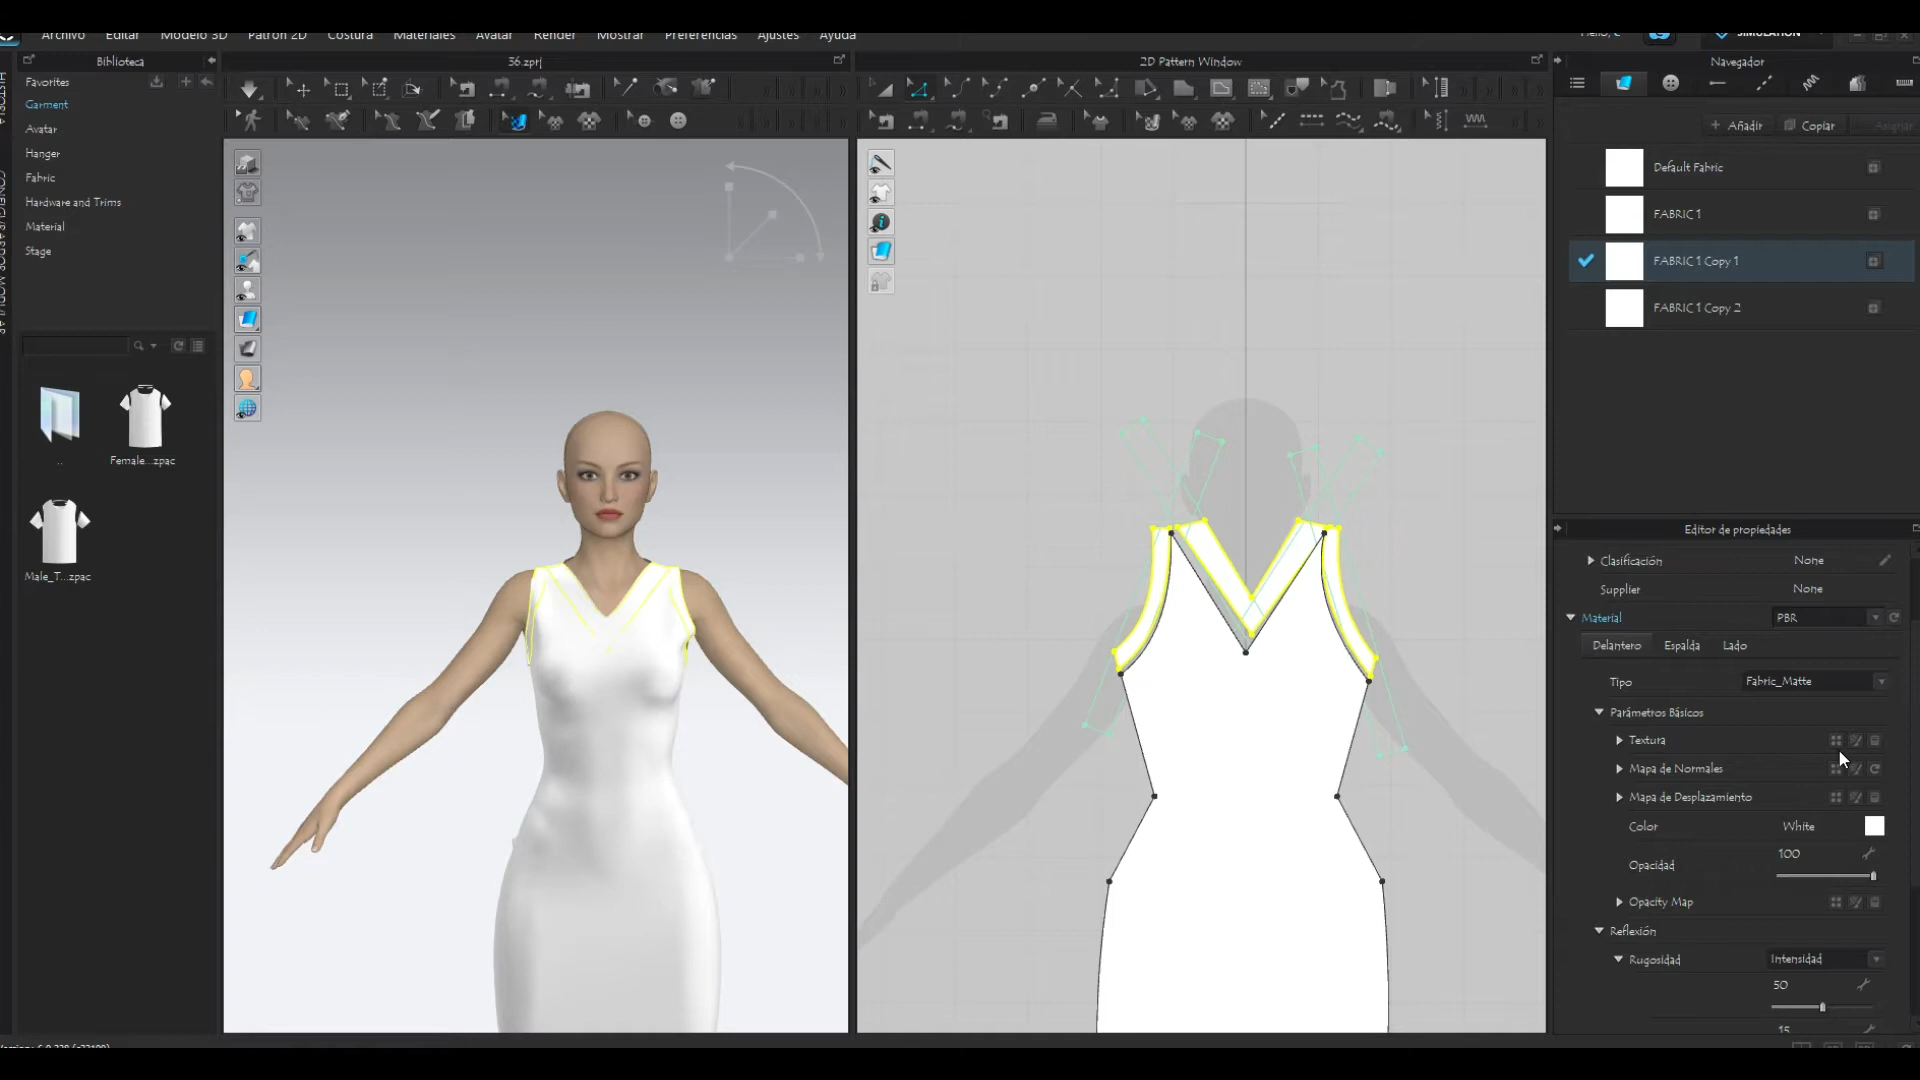 Archivo Editar Modelo 3D Patrón 2D Costura Materiales Avatar Render Mostrar Preferencias Ajustes Ayuda
SIMULATION
Biblioteca
36.zprj
2D Pattern Window
Navegador
Favorites
Garment
Avatar
Hanger
Fabric
Hardware and Trims
Material
Stage
..
Female...zpac
Male_T...zpac
Añadir
Copiar
Asignar
Default Fabric
FABRIC 1
FABRIC 1 Copy 1
FABRIC 1 Copy 2
Editor de propiedades
Clasificación None
Supplier None
Material PBR
Delantero Espalda Lado
Tipo Fabric_Matte
Parámetros Básicos
Textura
Mapa de Normales
Mapa de Desplazamiento
Color White
100
Opacidad
Opacity Map
Reflexión
Rugosidad Intensidad
50
15